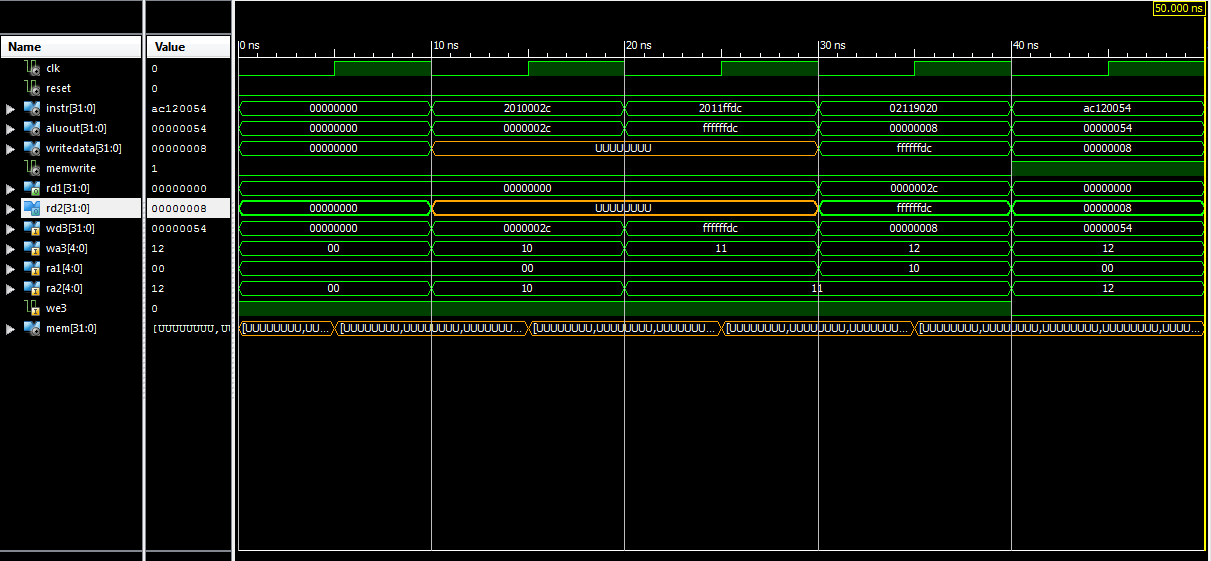 50.000 ns
Name Value 0 ns 10 ns 20 ns 30 ns 40 ns
clk 0
reset 0
instr[31:0] ac120054 00000000 2010002c 2011ffdc 02119020 ac120054
aluout[31:0] 00000054 00000000 0000002c ffffffdc 00000008 00000054
writedata[31:0] 00000008 00000000 UUUUUUUU ffffffdc 00000008
memwrite 1
rd1[31:0] 00000000 00000000 0000002c 00000000
rd2[31:0] 00000008 00000000 UUUUUUUU ffffffdc 00000008
wd3[31:0] 00000054 00000000 0000002c ffffffdc 00000008 00000054
wa3[4:0] 12 00 10 11 12 12
ra1[4:0] 00 00 10 00
ra2[4:0] 12 00 10 11 12
we3 0
mem[31:0] [UUUUUUUU,UU [UUUUUUUU,UU... [UUUUUUUU,UUUUUUUU,UUUUUUU... [UUUUUUUU,UUUUUUUU,UUUUUUU... [UUUUUUUU,UUUUUUUU,UUUUUUU... [UUUUUUUU,UUUUUUUU,UUUUUUUU,UUUUUUUU,UUUU...